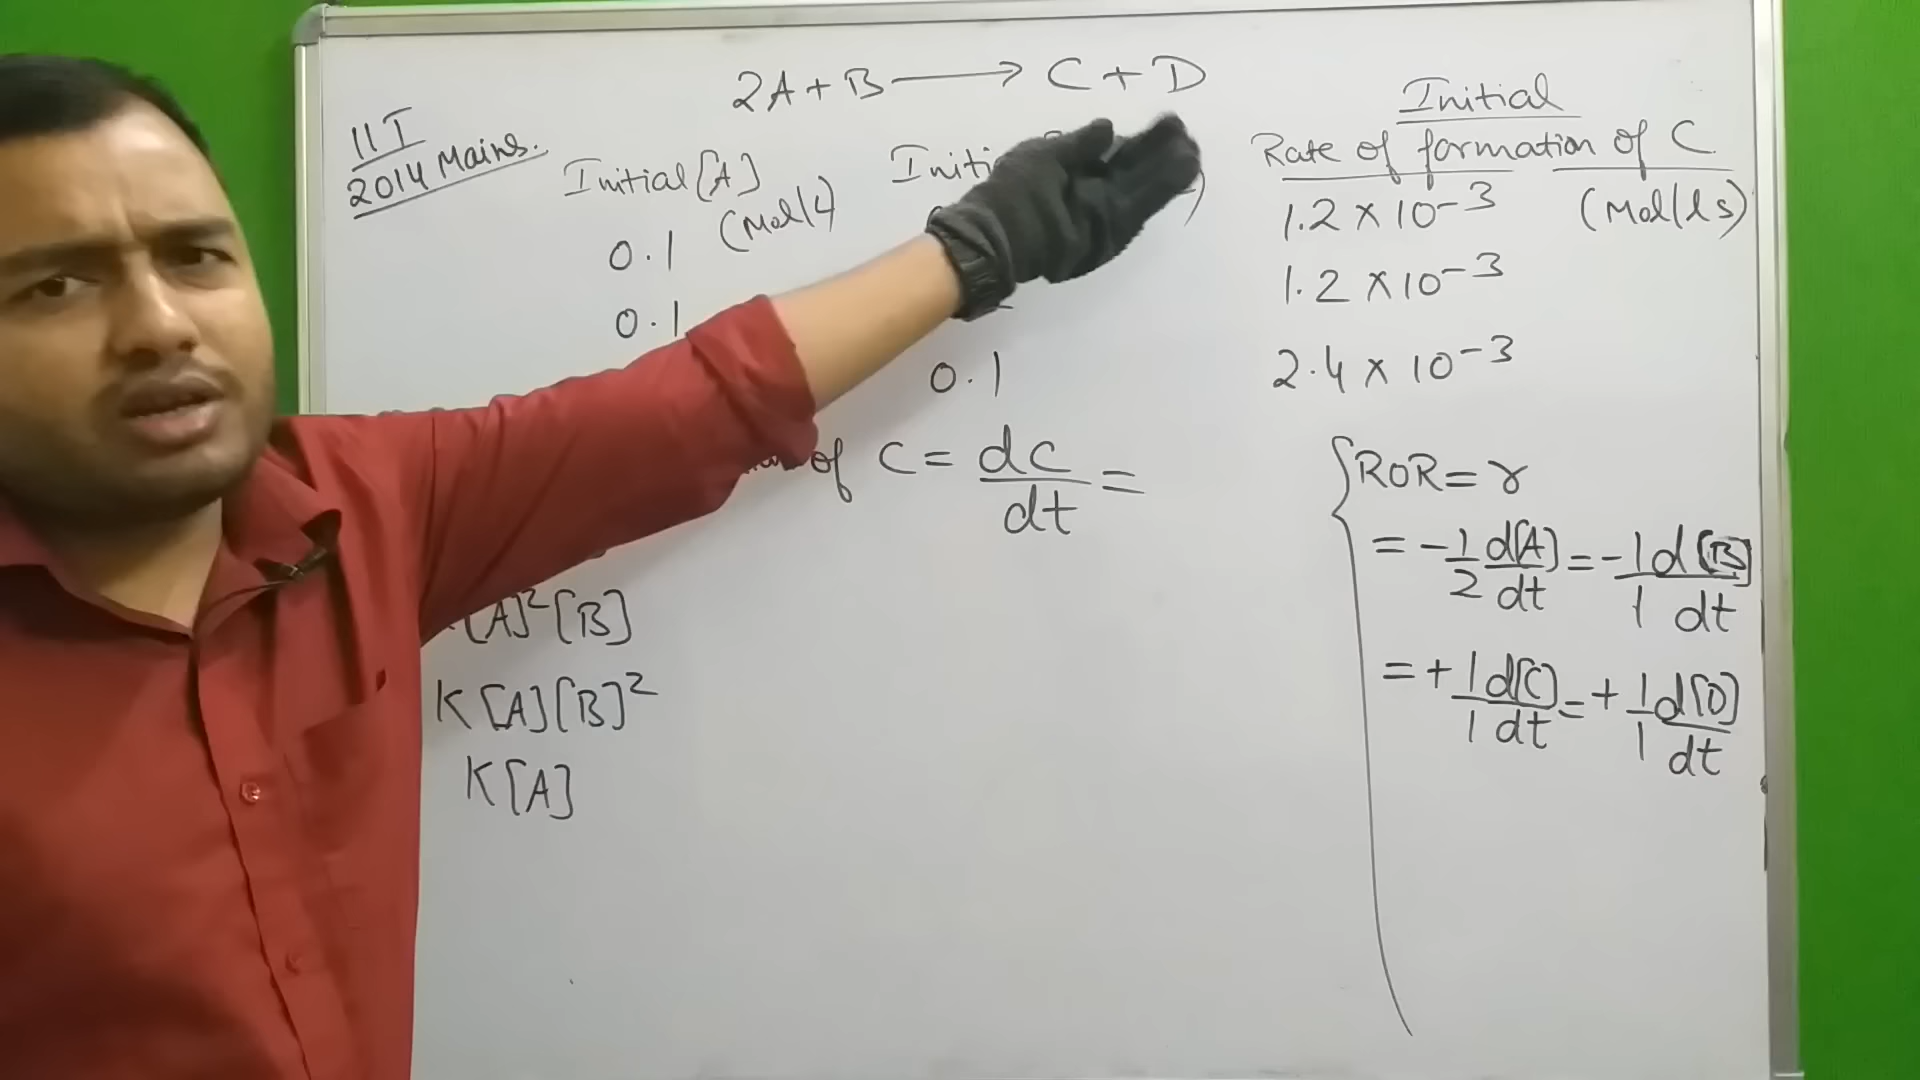 2A + B ⟶ C + D
IIT
2014 Mains.
Initial [A]
(Mol/L)
0.1
0.1
0.1
Initial
Rate of formation of C
(Mol/l s)
1.2 × 10⁻³
1.2 × 10⁻³
2.4 × 10⁻³
of C = dC/dt =
[A]²[B]
K[A][B]²
K[A]
ROR = r
= -1/2 d[A]/dt = -1/1 d[B]/dt
= +1/1 d[C]/dt = +1/1 d[D]/dt